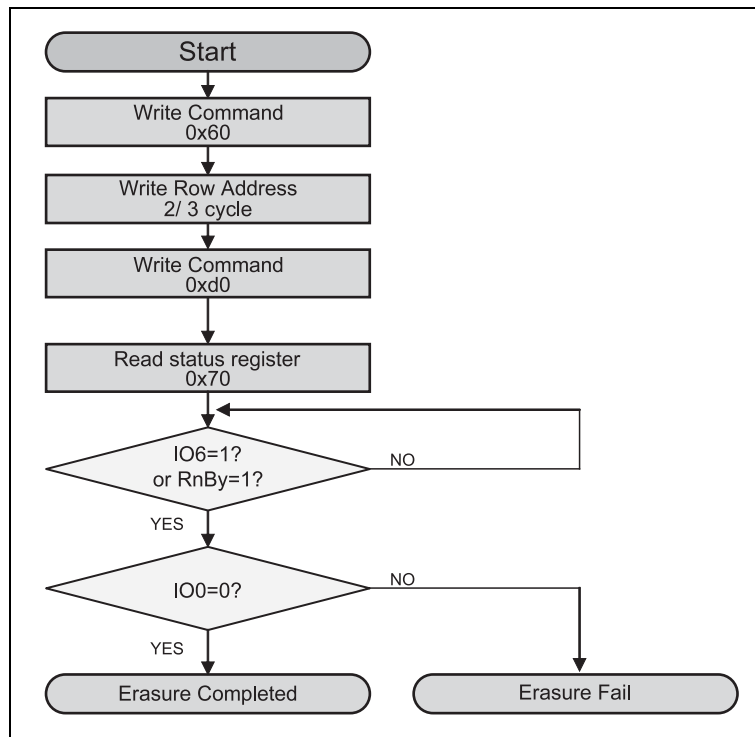 Start
Write Command
0x60
Write Row Address
2/ 3 cycle
Write Command
0xd0
Read status register
0x70
IO6=1?
or RnBy=1?
NO
YES
IO0=0?
NO
YES
Erasure Completed
Erasure Fail